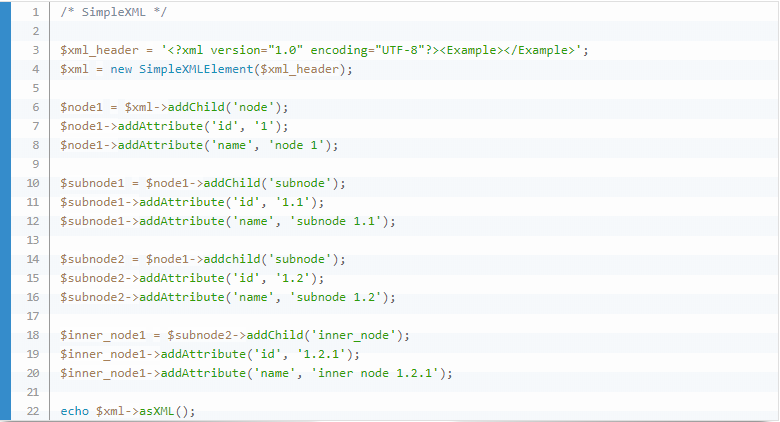 1 /* SimpleXML */
2
3 $xml_header = '<?xml version="1.0" encoding="UTF-8"?><Example></Example>';
4 $xml = new SimpleXMLElement($xml_header);
5
6 $node1 = $xml->addChild('node');
7 $node1->addAttribute('id', '1');
8 $node1->addAttribute('name', 'node 1');
9
10 $subnode1 = $node1->addChild('subnode');
11 $subnode1->addAttribute('id', '1.1');
12 $subnode1->addAttribute('name', 'subnode 1.1');
13
14 $subnode2 = $node1->addchild('subnode');
15 $subnode2->addAttribute('id', '1.2');
16 $subnode2->addAttribute('name', 'subnode 1.2');
17
18 $inner_node1 = $subnode2->addChild('inner_node');
19 $inner_node1->addAttribute('id', '1.2.1');
20 $inner_node1->addAttribute('name', 'inner node 1.2.1');
21
22 echo $xml->asXML();